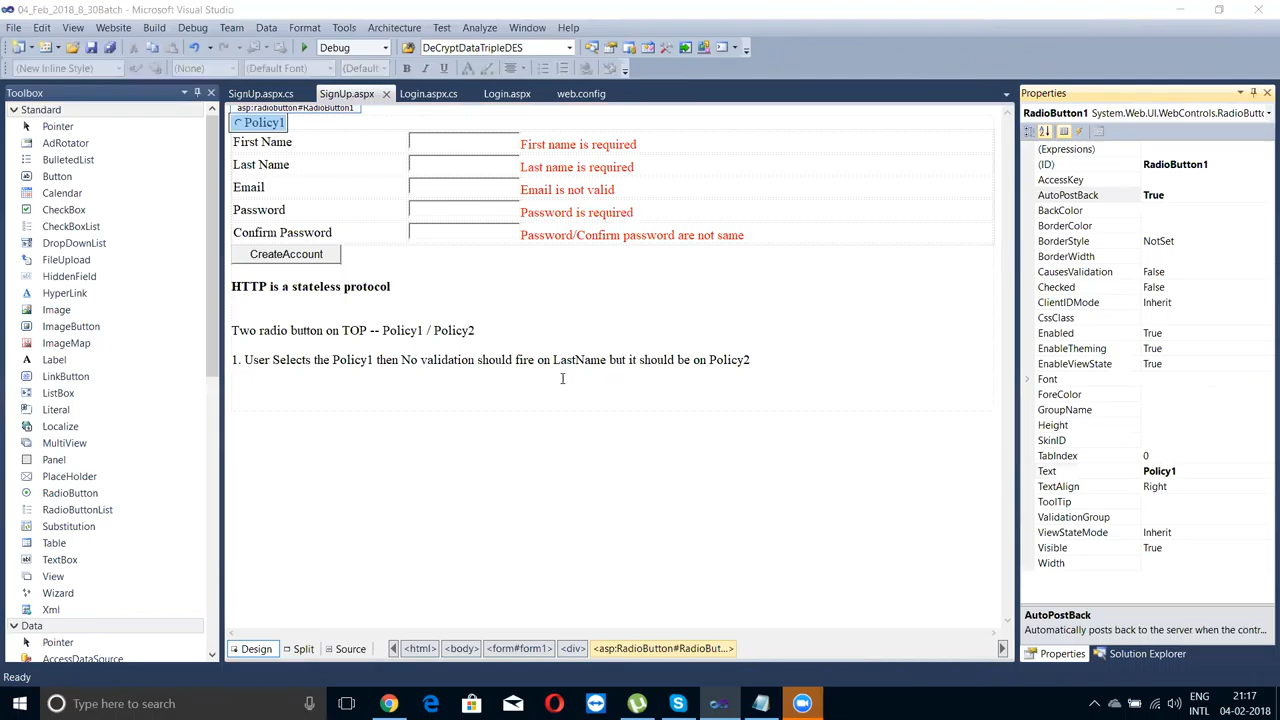 04_Feb_2018_8_30Batch - Microsoft Visual Studio
File Edit View Website Build Debug Team Data Format Tools Architecture Test Analyze Window Help
Debug DeCryptDataTripleDES
(New Inline Style) (None) (Default Font) (Default B I U A
Toolbox
SignUp.aspx.cs SignUp.aspx Login.aspx.cs Login.aspx web.config
Properties
asp:radiobutton#RadioButton1
RadioButton1 System.Web.UI.WebControls.RadioButto
Standard
Pointer
AdRotator
BulletedList
Button
Calendar
CheckBox
CheckBoxList
DropDownList
FileUpload
HiddenField
HyperLink
Image
ImageButton
ImageMap
Label
LinkButton
ListBox
Literal
Localize
MultiView
Panel
PlaceHolder
RadioButton
RadioButtonList
Substitution
Table
TextBox
View
Wizard
Xml
Data
Pointer
AccessDataSource
Policy1
First Name First name is required
Last Name Last name is required
Email Email is not valid
Password Password is required
Confirm Password Password/Confirm password are not same
CreateAccount
HTTP is a stateless protocol
Two radio button on TOP -- Policy1 / Policy2
1. User Selects the Policy1 then No validation should fire on LastName but it should be on Policy2
Design Split Source <html> <body> <form#form1> <div> <asp:RadioButton#RadioBut...>
(Expressions)
(ID) RadioButton1
AccessKey
AutoPostBack True
BackColor
BorderColor
BorderStyle NotSet
BorderWidth
CausesValidation False
Checked False
ClientIDMode Inherit
CssClass
Enabled True
EnableTheming True
EnableViewState True
Font
ForeColor
GroupName
Height
SkinID
TabIndex 0
Text Policy1
TextAlign Right
ToolTip
ValidationGroup
ViewStateMode Inherit
Visible True
Width
AutoPostBack
Automatically posts back to the server when the contr...
Properties Solution Explorer
Ready
Type here to search
ENG
INTL
21:17
04-02-2018